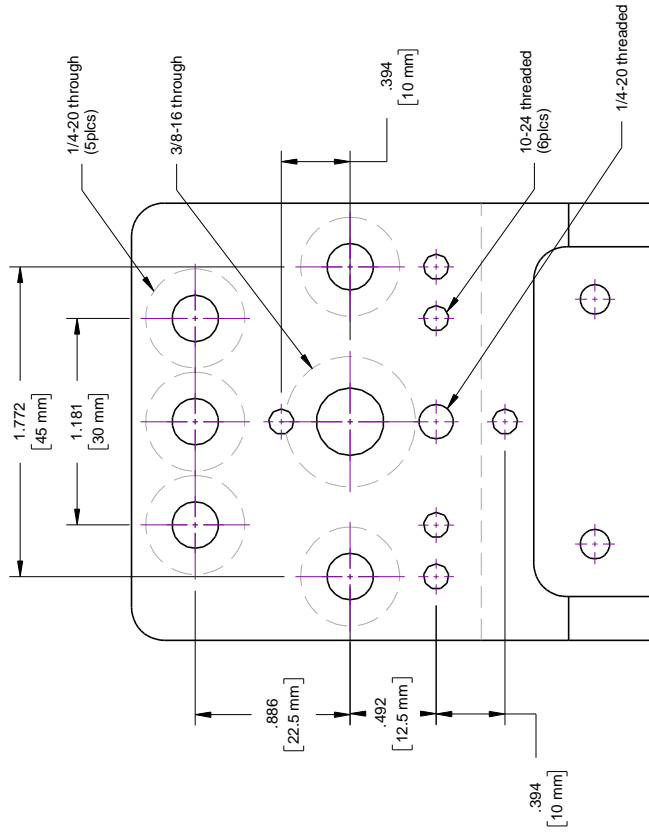 1/4-20 through
(5plcs)
3/8-16 through
.394
[10 mm]
10-24 threaded
(6plcs)
1/4-20 threaded
1.772
[45 mm]
1.181
[30 mm]
.886
[22.5 mm]
.492
[12.5 mm]
.394
[10 mm]